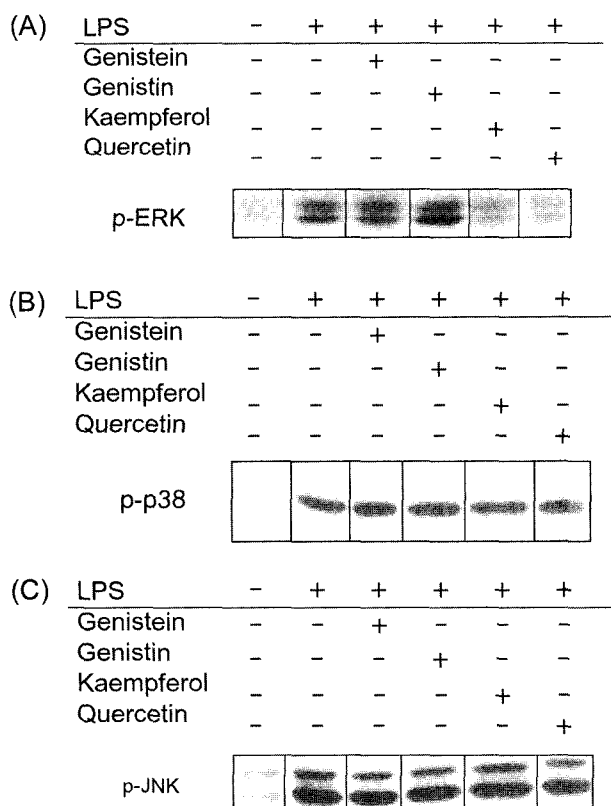 (A) LPS – + + + + +
Genistein – – + – – –
Genistin – – – + – –
Kaempferol – – – – + –
Quercetin – – – – – +
p-ERK
(B) LPS – + + + + +
Genistein – – + – – –
Genistin – – – + – –
Kaempferol – – – – + –
Quercetin – – – – – +
p-p38
(C) LPS – + + + + +
Genistein – – + – – –
Genistin – – – + – –
Kaempferol – – – – + –
Quercetin – – – – – +
p-JNK